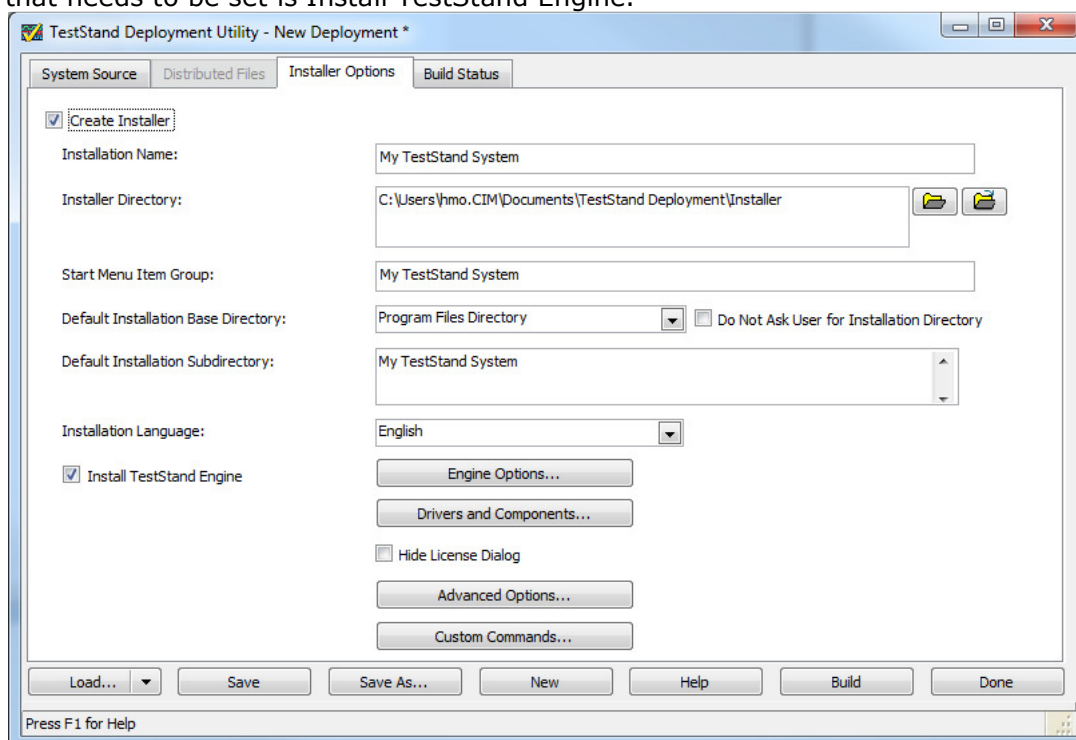 that needs to be set is Install TestStand Engine.
TestStand Deployment Utility - New Deployment *
System Source Distributed Files Installer Options Build Status
Create Installer
Installation Name: My TestStand System
Installer Directory: C:\Users\hmo.CIM\Documents\TestStand Deployment\Installer
Start Menu Item Group: My TestStand System
Default Installation Base Directory: Program Files Directory Do Not Ask User for Installation Directory
Default Installation Subdirectory: My TestStand System
Installation Language: English
Install TestStand Engine Engine Options...
Drivers and Components...
Hide License Dialog
Advanced Options...
Custom Commands...
Load... Save Save As... New Help Build Done
Press F1 for Help